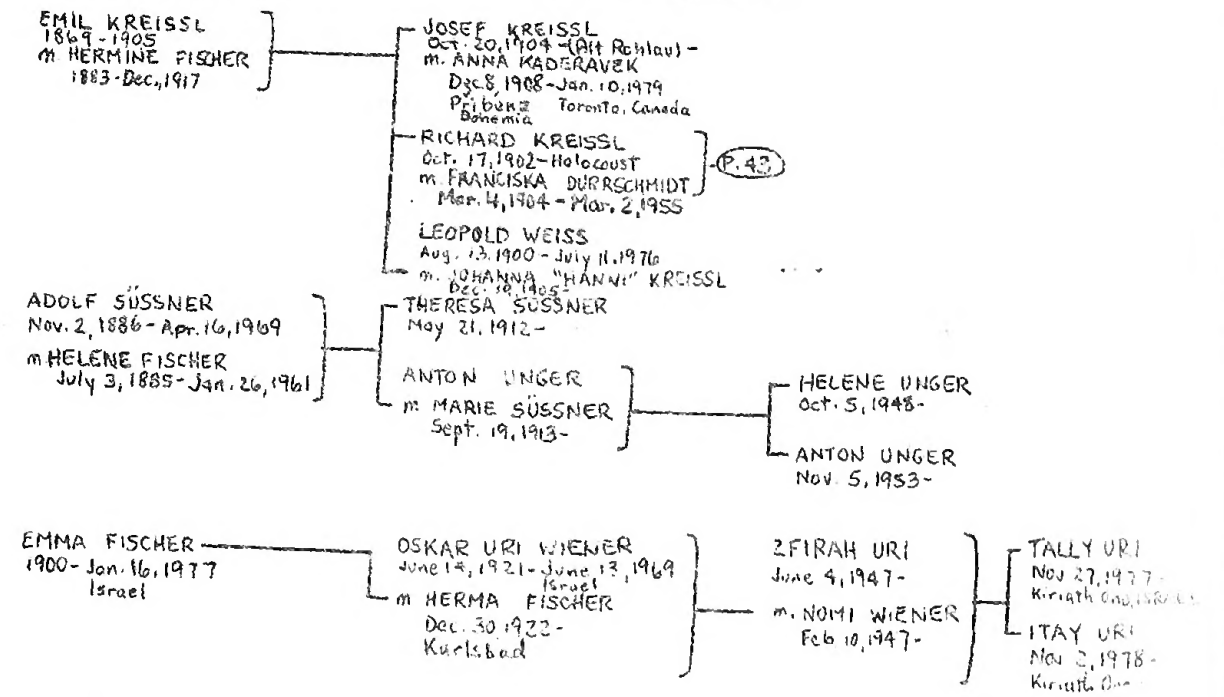 EMIL KREISSL
1869-1905
m HERMINE FISCHER
1883-Dec, 1917
JOSEF KREISSL
Oct. 20, 1904 -(Alt Rohlau) -
m. ANNA KADERAVEK
Dec 8, 1908-Jan. 10, 1979
Pribenz Toronto, Canada
Bohemia
RICHARD KREISSL
Oct. 17, 1902-Holocaust
m FRANCISKA DURRSCHMIDT
Mar. 4, 1904 - Mar. 2, 1955
P. 43
LEOPOLD WEISS
Aug. 13, 1900 - July 11, 1976
m. JOHANNA "HANNI" KREISSL
Dec. 19, 1905-
ADOLF SÜSSNER
Nov. 2, 1886- Apr. 16, 1969
m HELENE FISCHER
July 3, 1885- Jan. 26, 1961
THERESA SÜSSNER
May 21, 1912-
ANTON UNGER
m MARIE SÜSSNER
Sept. 19, 1913-
HELENE UNGER
Oct. 5, 1948-
ANTON UNGER
Nov. 5, 1953-
EMMA FISCHER
1900- Jan. 16, 1977
Israel
OSKAR URI WIENER
June 14, 1921- June 13, 1969
Israel
m HERMA FISCHER
Dec. 30, 1922-
Karlsbad
ZFIRAH URI
June 4, 1947-
m. NOMI WIENER
Feb 10, 1947-
TALLY URI
Nov 27, 1977-
Kiriath Ono, ISRAEL
ITAY URI
Nov 2, 1978-
Kiriath Ono